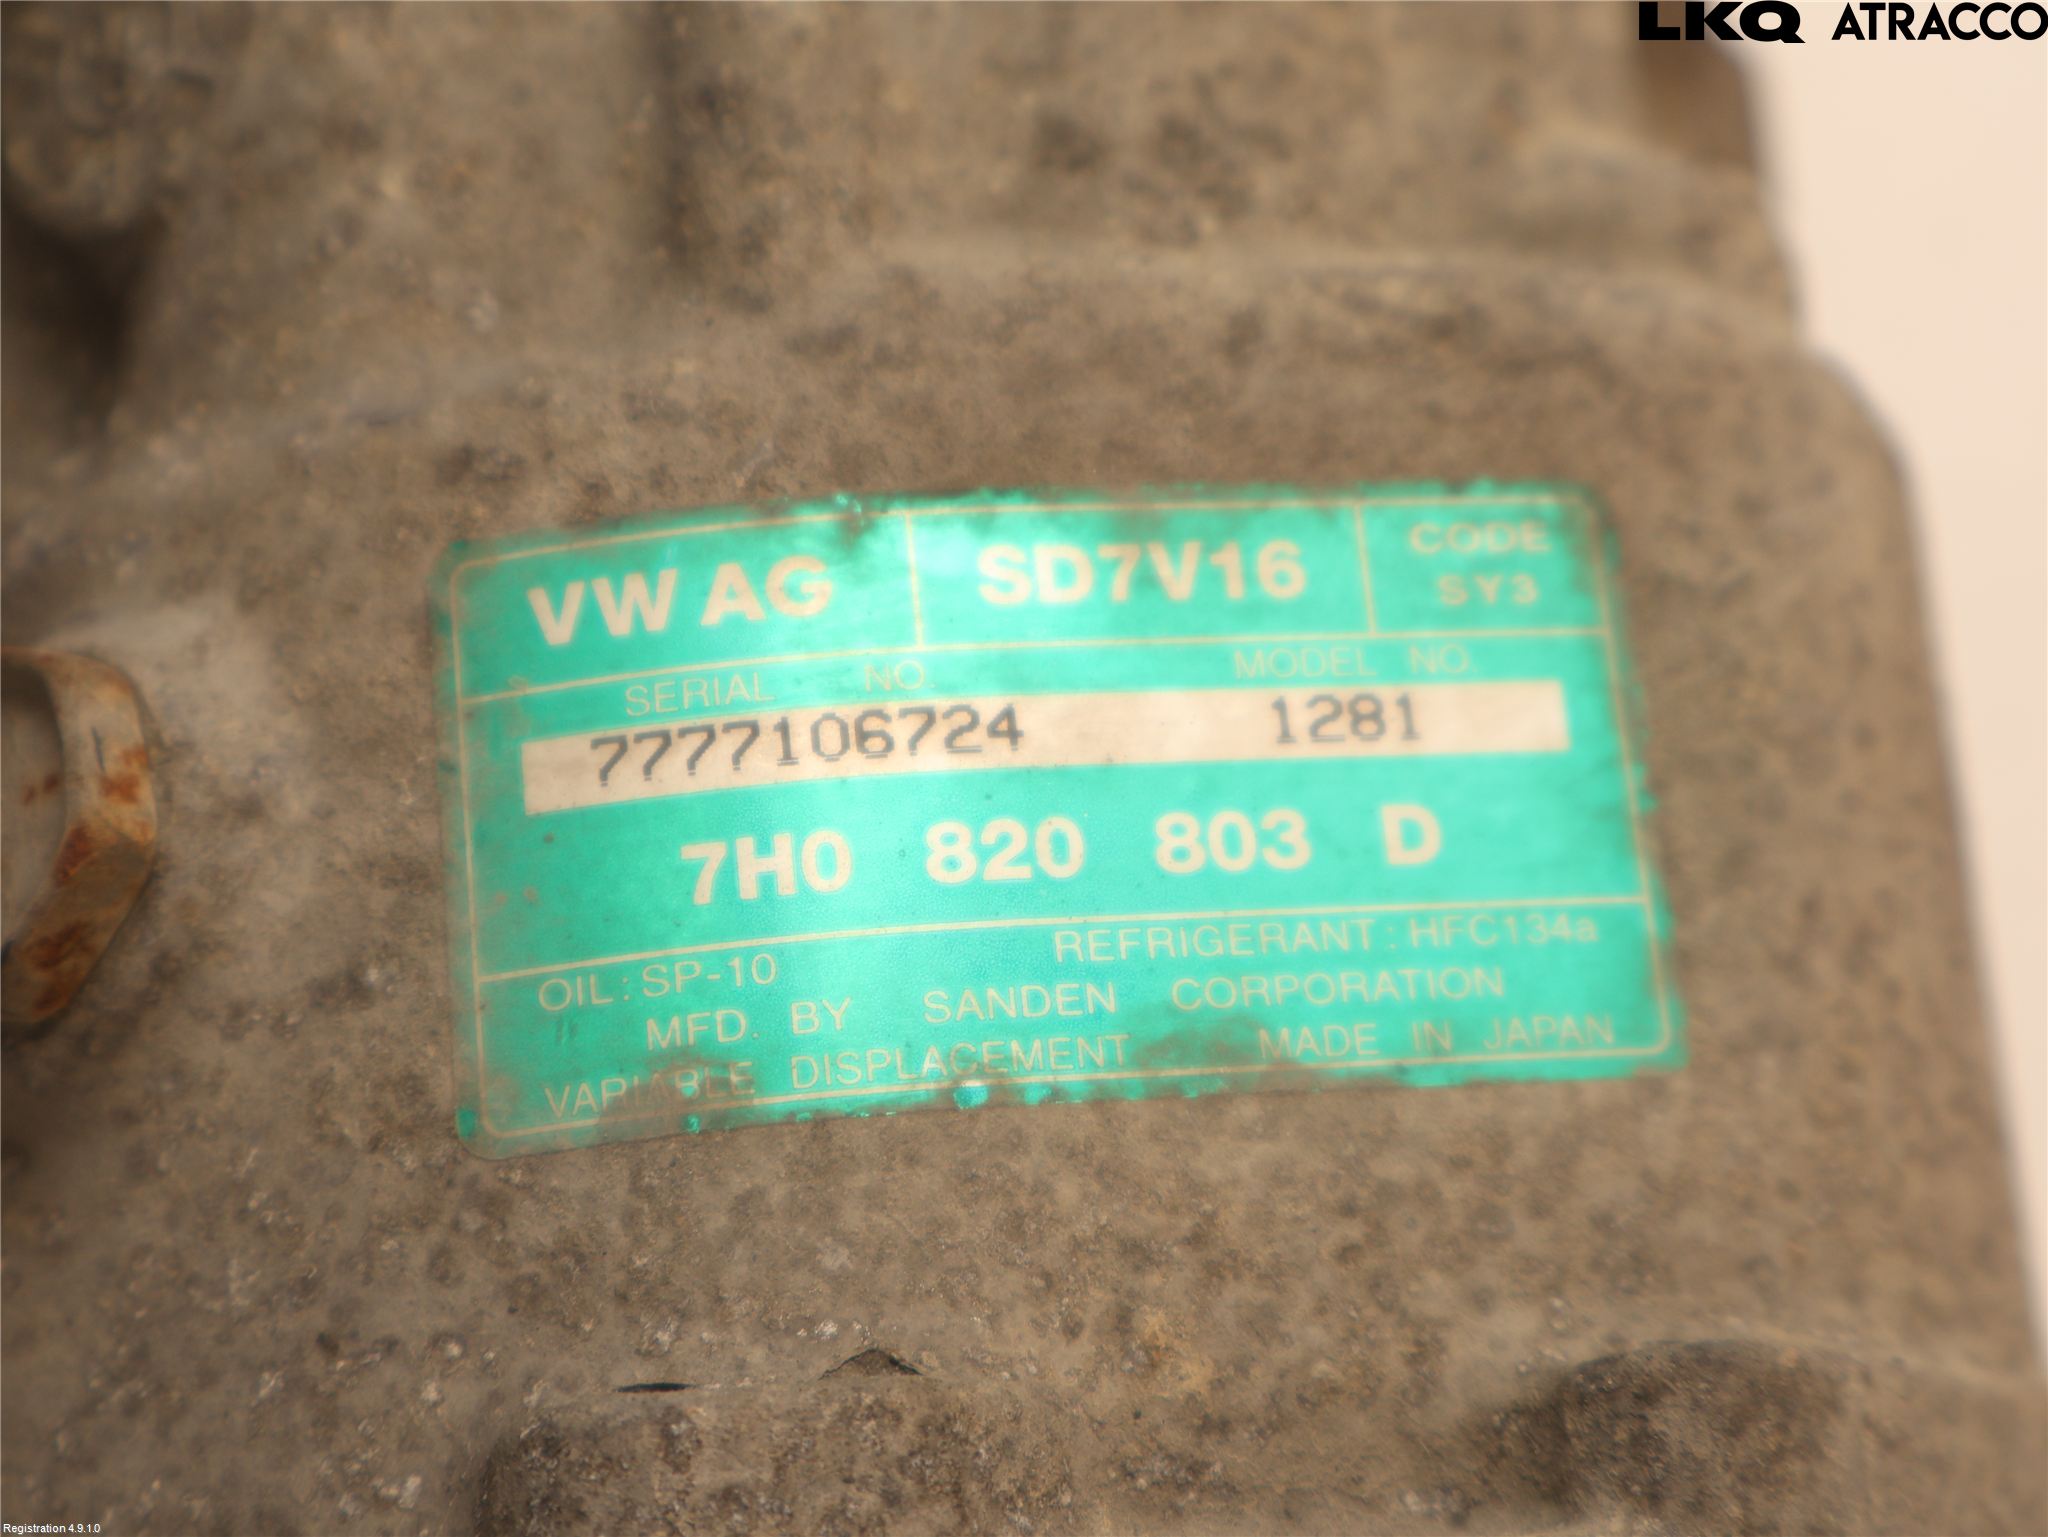 LKQ ATRACCO
VW AG SD7V16 CODE SY3
SERIAL NO. MODEL NO.
7777106724 1281
7H0 820 803 D
OIL: SP-10 REFRIGERANT: HFC134a
MFD. BY SANDEN CORPORATION
VARIABLE DISPLACEMENT MADE IN JAPAN
Registration 4.9.1.0